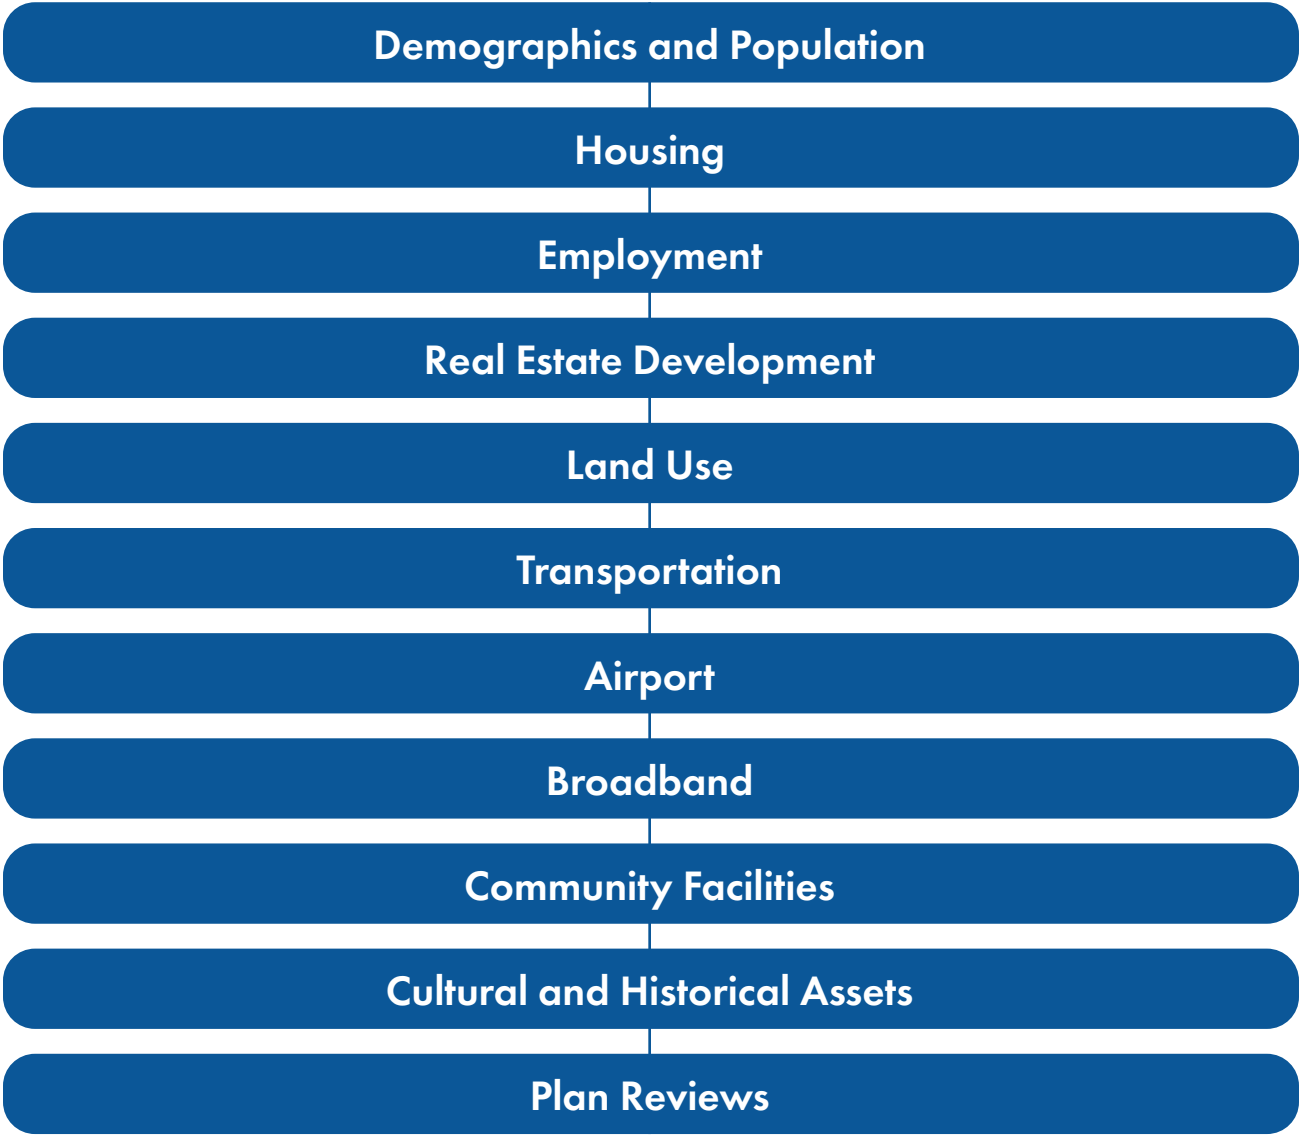 Demographics and Population
Housing
Employment
Real Estate Development
Land Use
Transportation
Airport
Broadband
Community Facilities
Cultural and Historical Assets
Plan Reviews